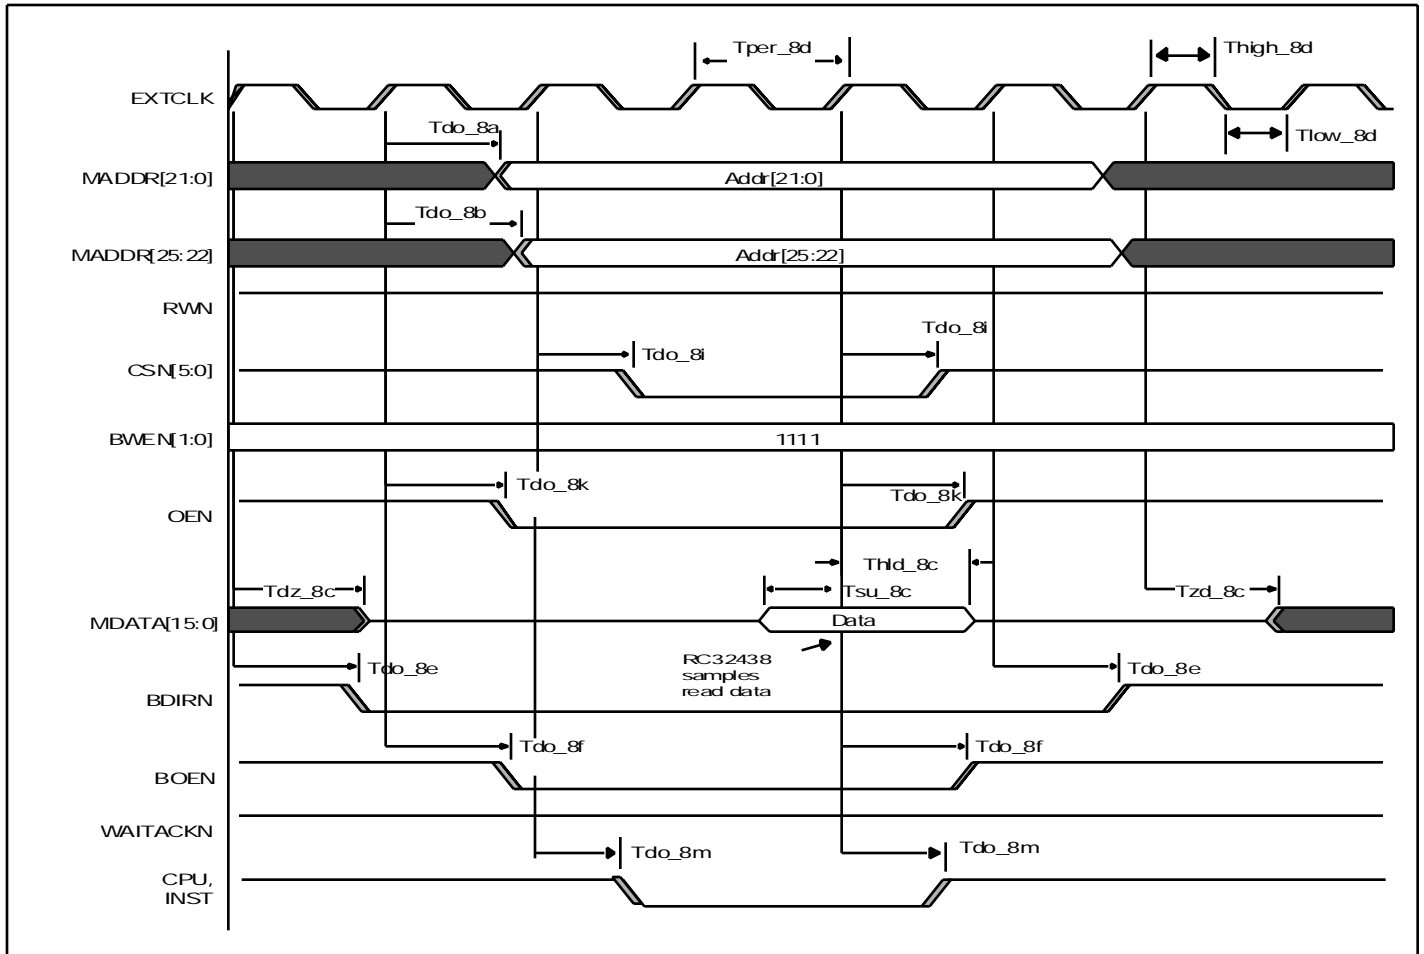 Tper_8d
Thigh_8d
EXTCLK
Tdo_8a
Tlow_8d
MADDR[21:0]
Addr[21:0]
Tdo_8b
MADDR[25:22]
Addr[25:22]
RWN
Tdo_8i
Tdo_8i
CSN[5:0]
BWEN[1:0]
1111
Tdo_8k
Tdo_8k
OEN
Thld_8c
Tdz_8c
Tsu_8c
Tzd_8c
MDATA[15:0]
Data
RC32438
samples
read data
Tdo_8e
Tdo_8e
BDIRN
Tdo_8f
Tdo_8f
BOEN
WAITACKN
Tdo_8m
Tdo_8m
CPU,
INST